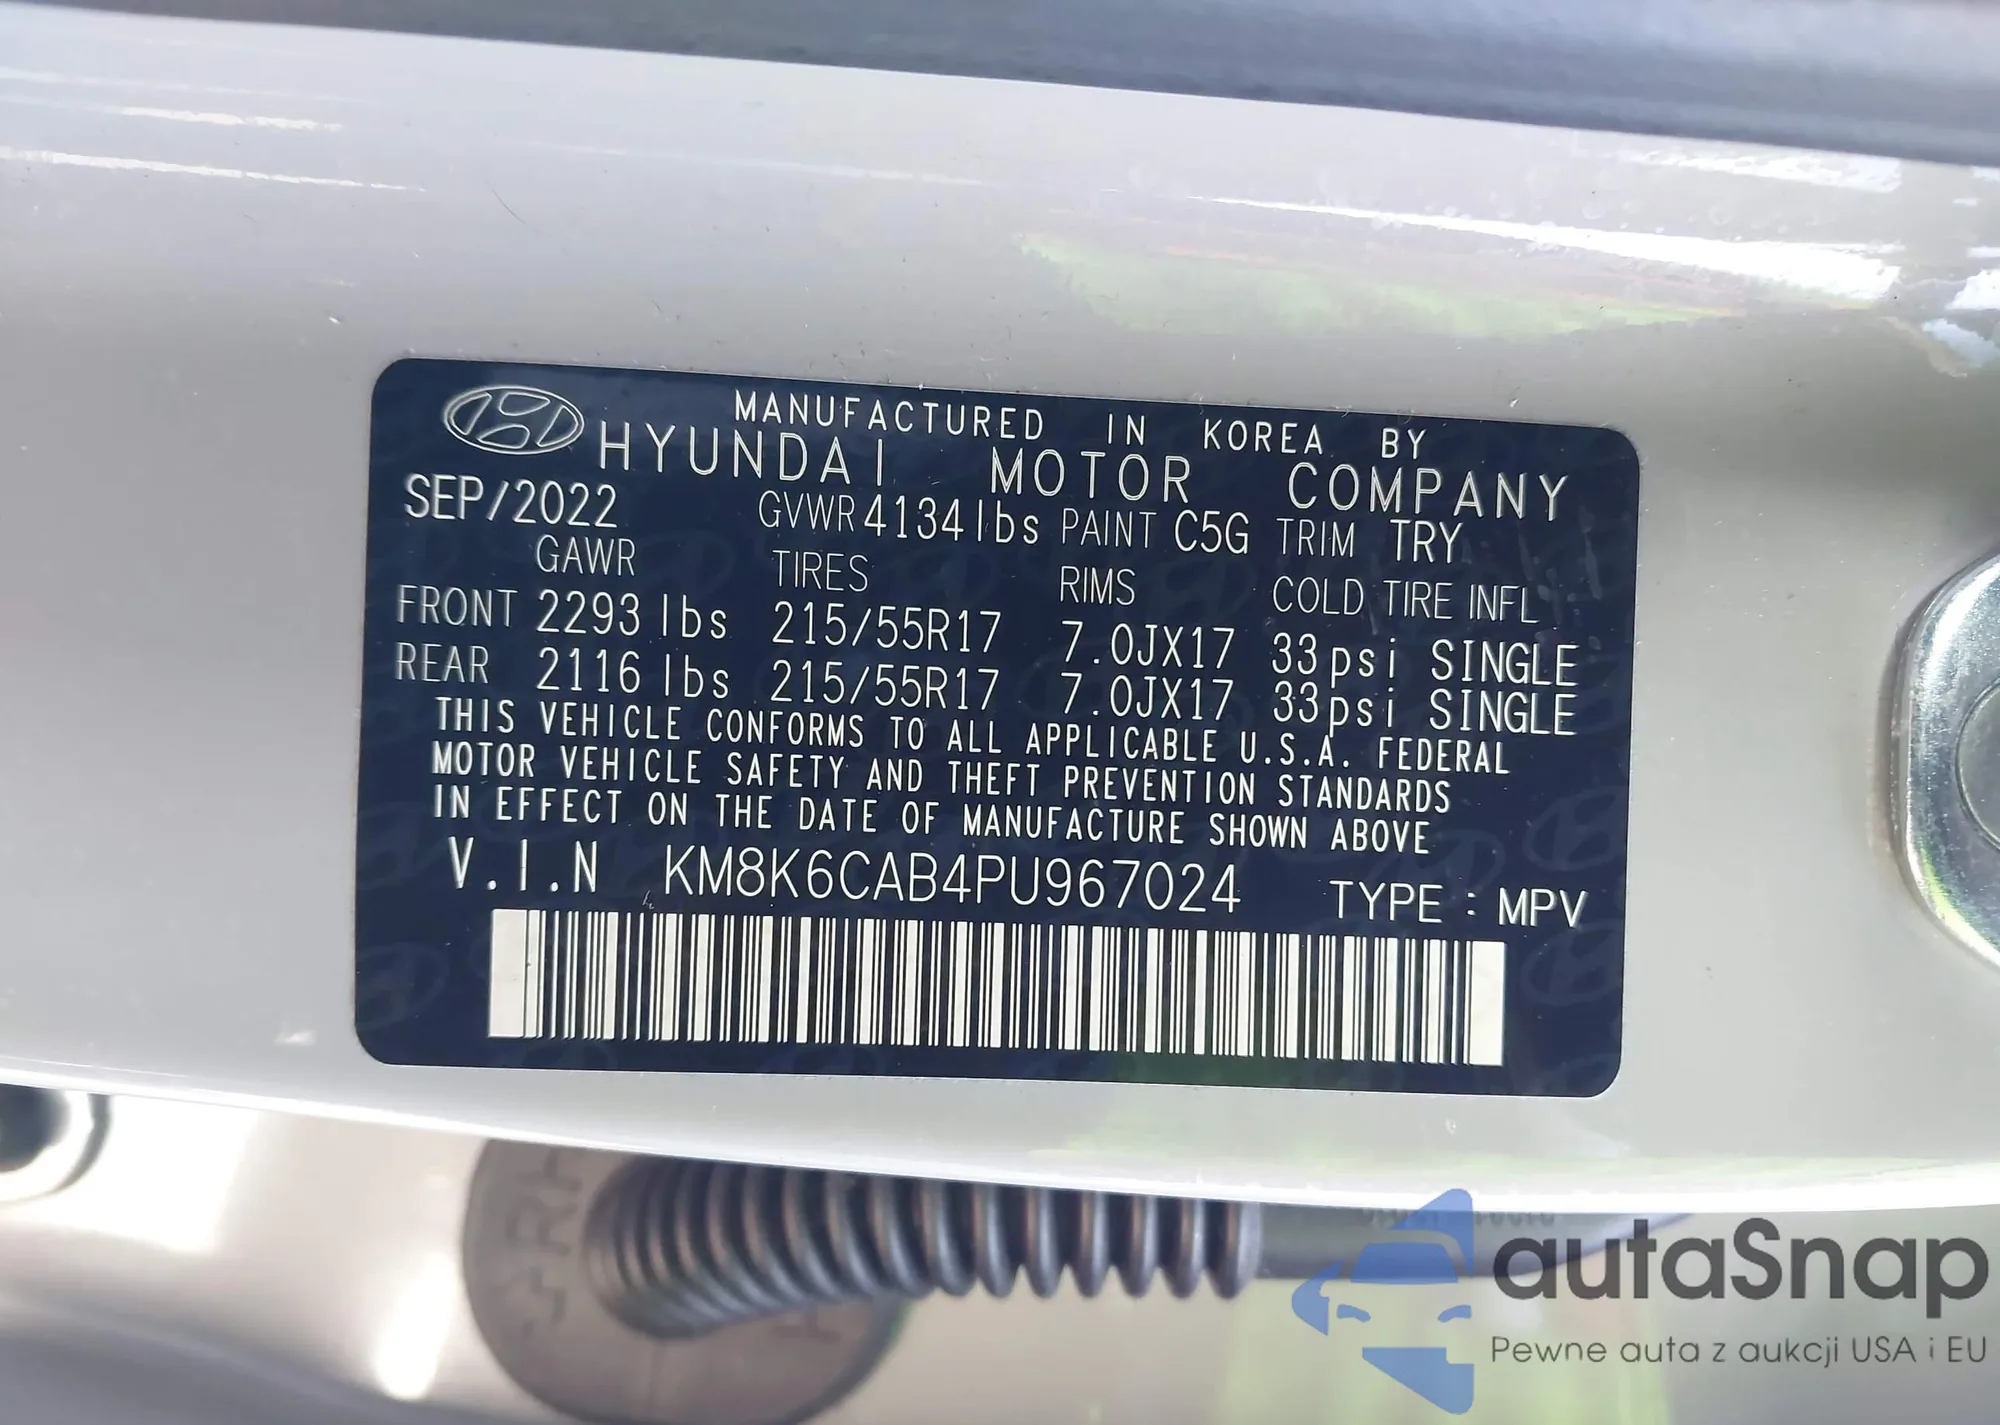 MANUFACTURED IN KOREA BY
HYUNDAI MOTOR COMPANY
SEP/2022 GVWR 4134 lbs PAINT C5G TRIM TRY
GAWR TIRES RIMS COLD TIRE INFL
FRONT 2293 lbs 215/55R17 7.0JX17 33psi SINGLE
REAR 2116 lbs 215/55R17 7.0JX17 33psi SINGLE
THIS VEHICLE CONFORMS TO ALL APPLICABLE U.S.A. FEDERAL
MOTOR VEHICLE SAFETY AND THEFT PREVENTION STANDARDS
IN EFFECT ON THE DATE OF MANUFACTURE SHOWN ABOVE
V.I.N KM8K6CAB4PU967024 TYPE : MPV
autaSnap
Pewne auta z aukcji USA i EU